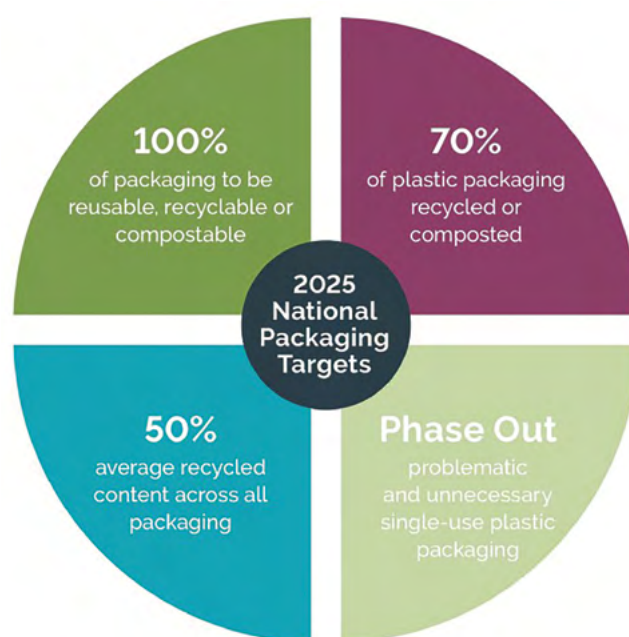 100%
of packaging to be
reusable, recyclable or
compostable
70%
of plastic packaging
recycled or
composted
2025
National
Packaging
Targets
50%
average recycled
content across all
packaging
Phase Out
problematic
and unnecessary
single-use plastic
packaging